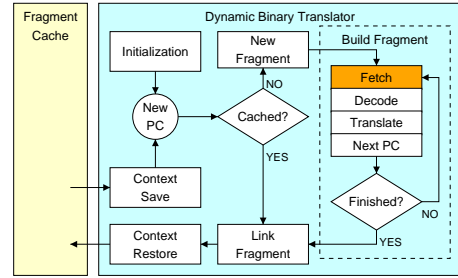 Fragment
Cache
Dynamic Binary Translator
Initialization
New
Fragment
Build Fragment
Fetch
Decode
Translate
Next PC
New
PC
Cached?
NO
YES
Context
Save
Finished?
NO
YES
Context
Restore
Link
Fragment